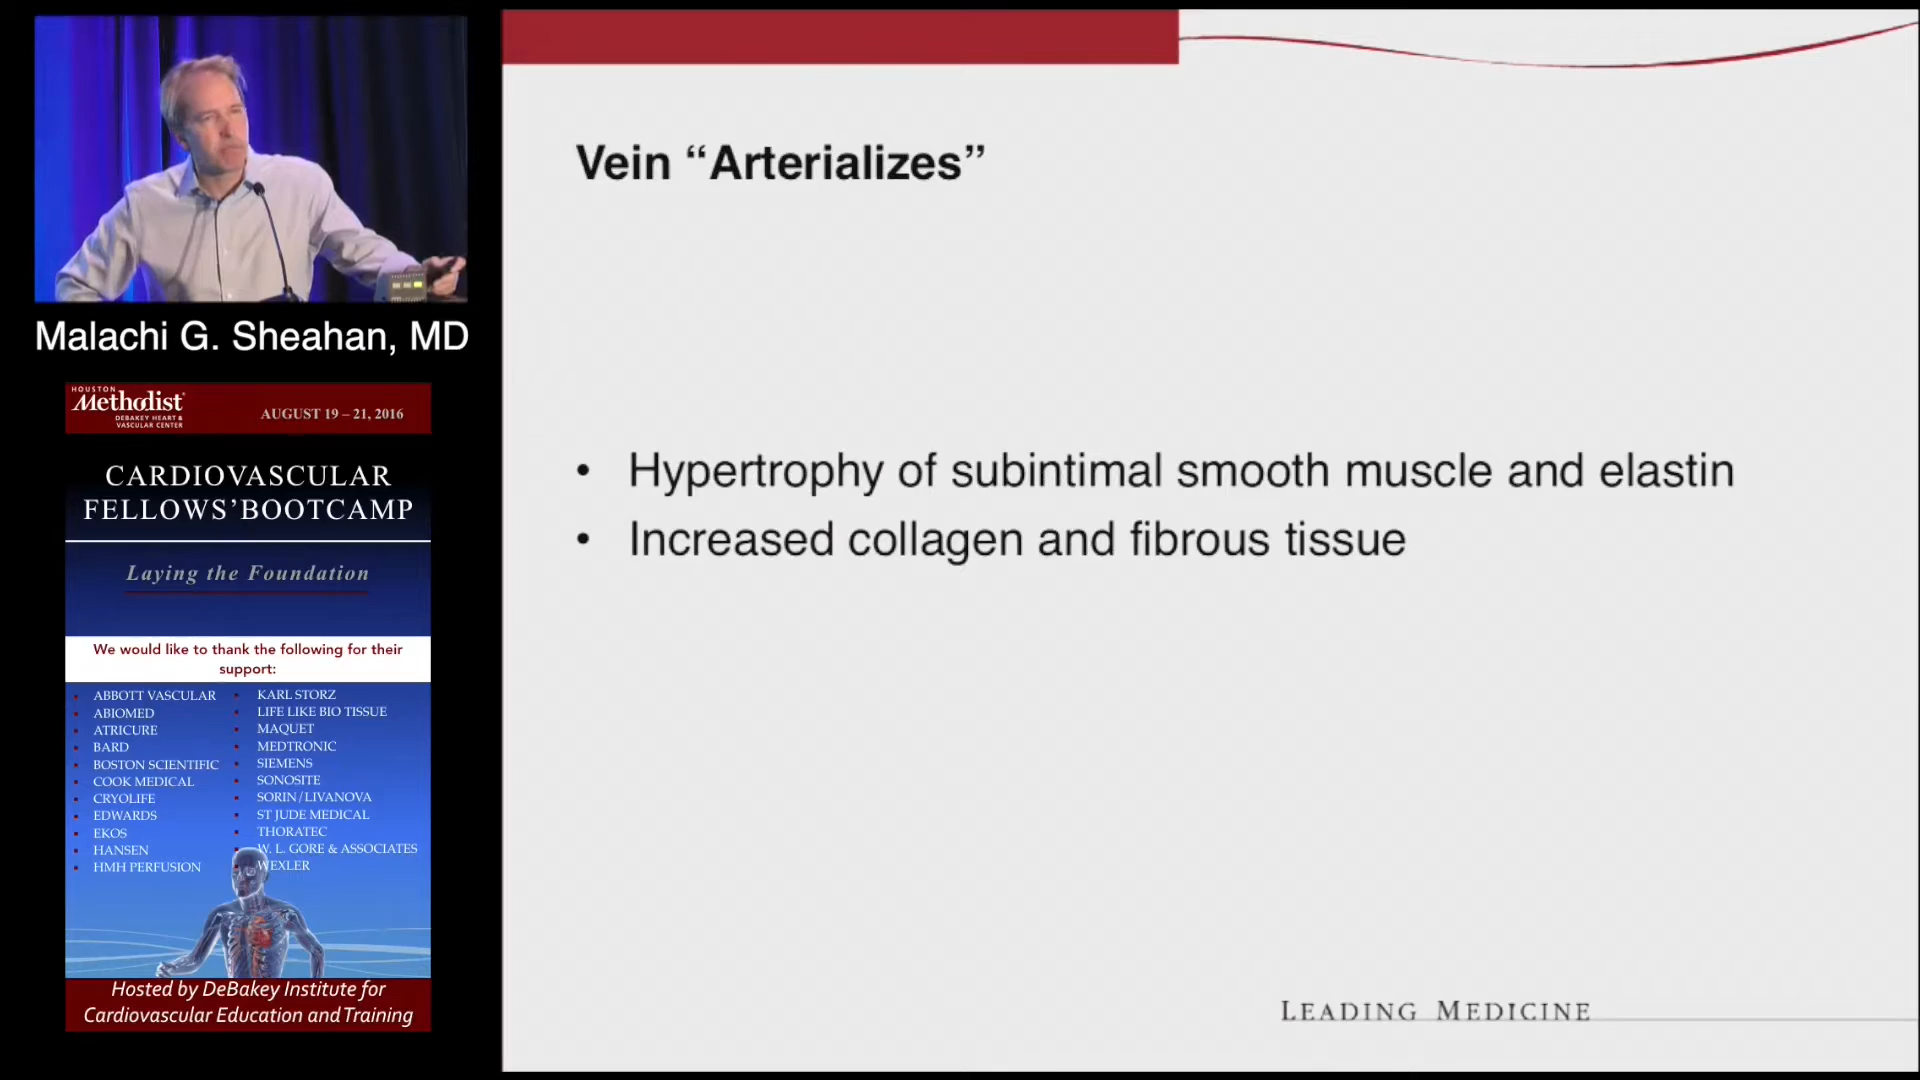 Malachi G. Sheahan, MD
HOUSTON
Methodist
DEBAKEY HEART &
VASCULAR CENTER
AUGUST 19 – 21, 2016
CARDIOVASCULAR
FELLOWS’BOOTCAMP
Laying the Foundation
We would like to thank the following for their
support:
ABBOTT VASCULAR
ABIOMED
ATRICURE
BARD
BOSTON SCIENTIFIC
COOK MEDICAL
CRYOLIFE
EDWARDS
EKOS
HANSEN
HMH PERFUSION
KARL STORZ
LIFE LIKE BIO TISSUE
MAQUET
MEDTRONIC
SIEMENS
SONOSITE
SORIN/LIVANOVA
ST JUDE MEDICAL
THORATEC
W. L. GORE & ASSOCIATES
WEXLER
Hosted by DeBakey Institute for
Cardiovascular Education and Training
Vein “Arterializes”
• Hypertrophy of subintimal smooth muscle and elastin
• Increased collagen and fibrous tissue
LEADING MEDICINE